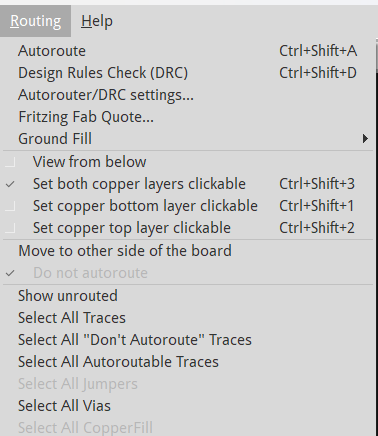 Routing Help
Autoroute Ctrl+Shift+A
Design Rules Check (DRC) Ctrl+Shift+D
Autorouter/DRC settings...
Fritzing Fab Quote...
Ground Fill
View from below
Set both copper layers clickable Ctrl+Shift+3
Set copper bottom layer clickable Ctrl+Shift+1
Set copper top layer clickable Ctrl+Shift+2
Move to other side of the board
Do not autoroute
Show unrouted
Select All Traces
Select All "Don't Autoroute" Traces
Select All Autoroutable Traces
Select All Jumpers
Select All Vias
Select All CopperFill